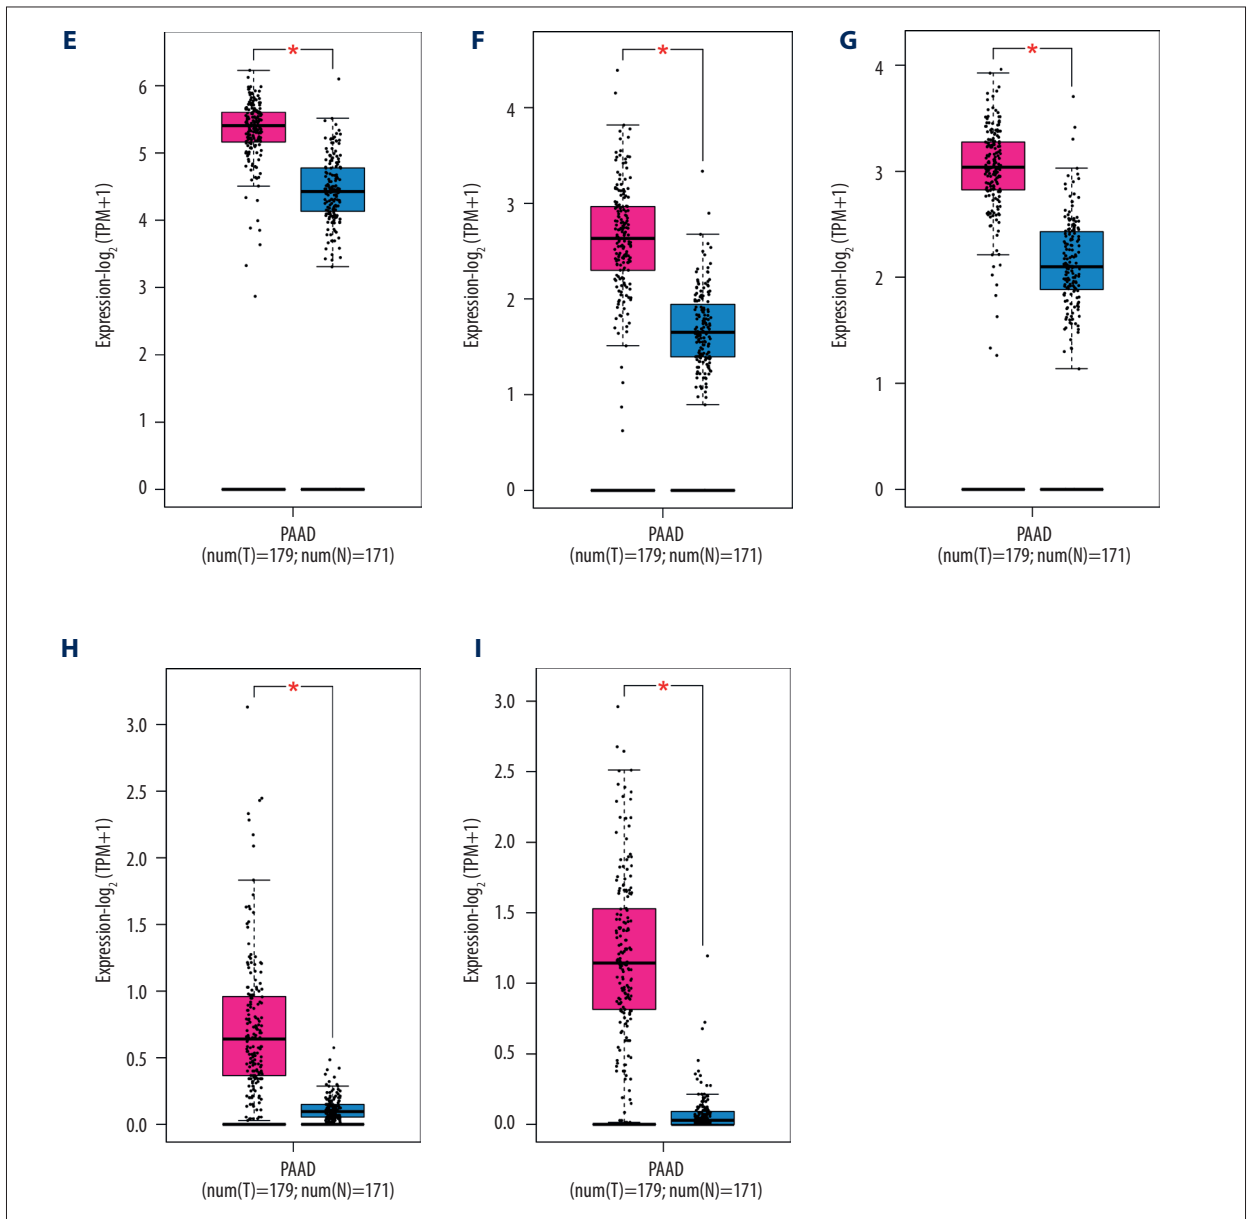 E
*
6
5
4
3
2
1
0
Expression-log2 (TPM+1)
PAAD
(num(T)=179; num(N)=171)
F
*
4
3
2
1
0
Expression-log2 (TPM+1)
PAAD
(num(T)=179; num(N)=171)
G
*
4
3
2
1
0
Expression-log2 (TPM+1)
PAAD
(num(T)=179; num(N)=171)
H
*
3.0
2.5
2.0
1.5
1.0
0.5
0.0
Expression-log2 (TPM+1)
PAAD
(num(T)=179; num(N)=171)
I
*
3.0
2.5
2.0
1.5
1.0
0.5
0.0
Expression-log2 (TPM+1)
PAAD
(num(T)=179; num(N)=171)